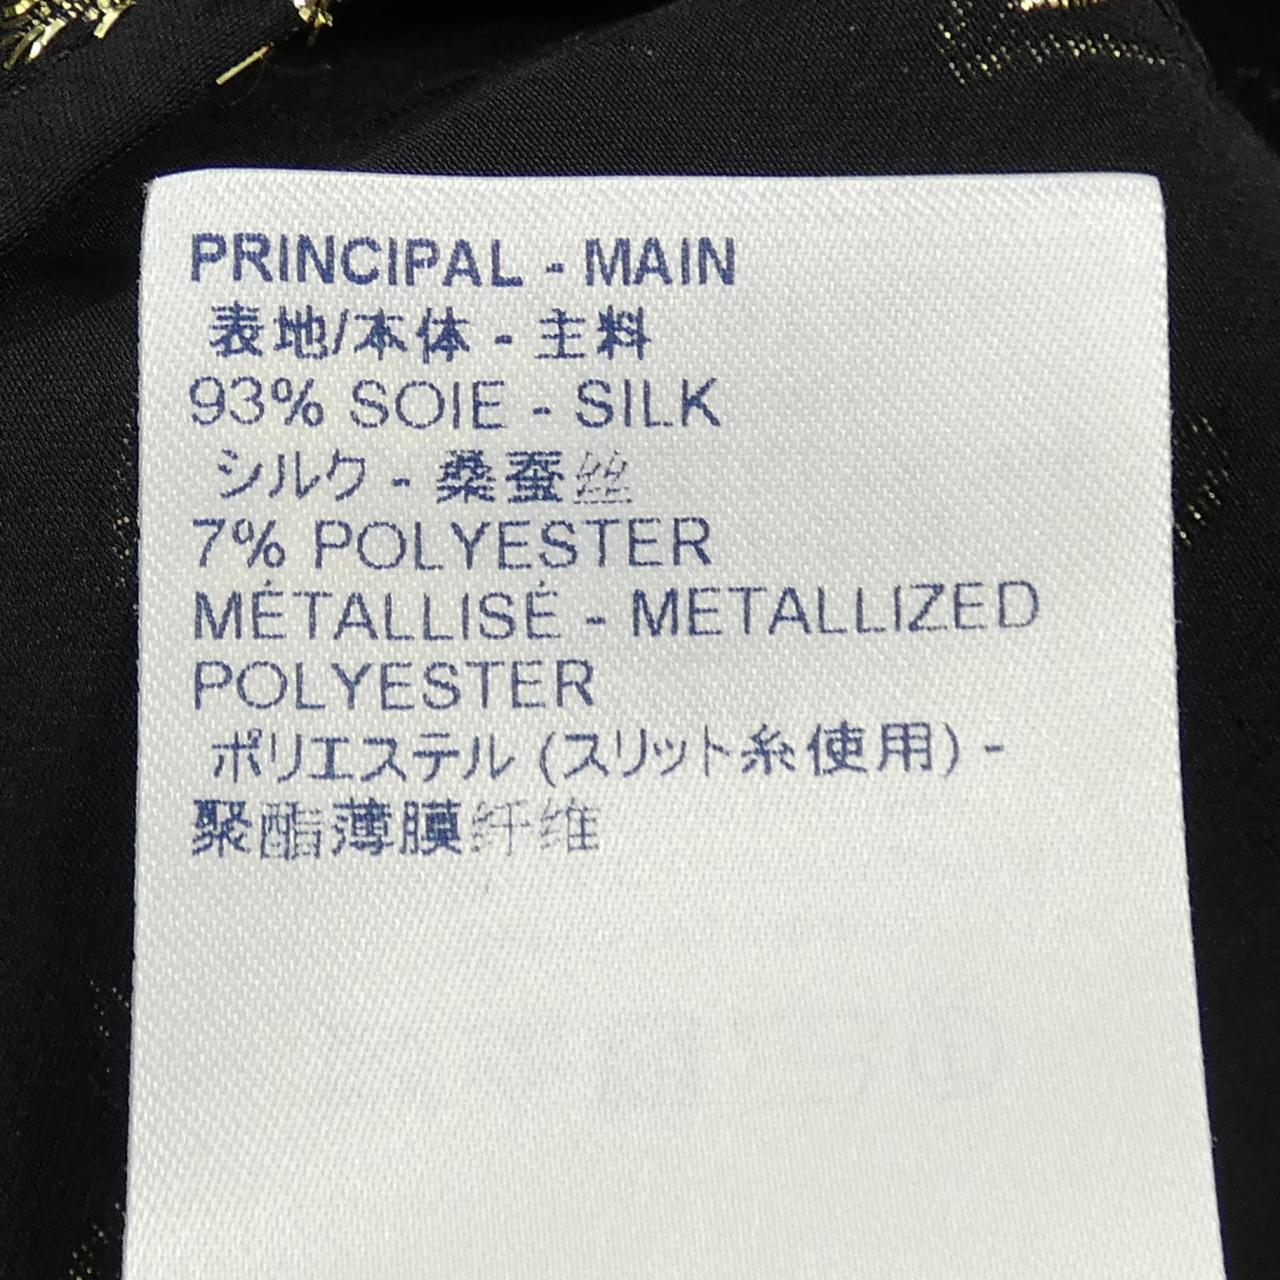 PRINCIPAL - MAIN
表地/本体 - 主料
93% SOIE - SILK
シルク - 桑蚕丝
7% POLYESTER
MÉTALLISÉ - METALLIZED
POLYESTER
ポリエステル (スリット糸使用) -
聚酯薄膜纤维